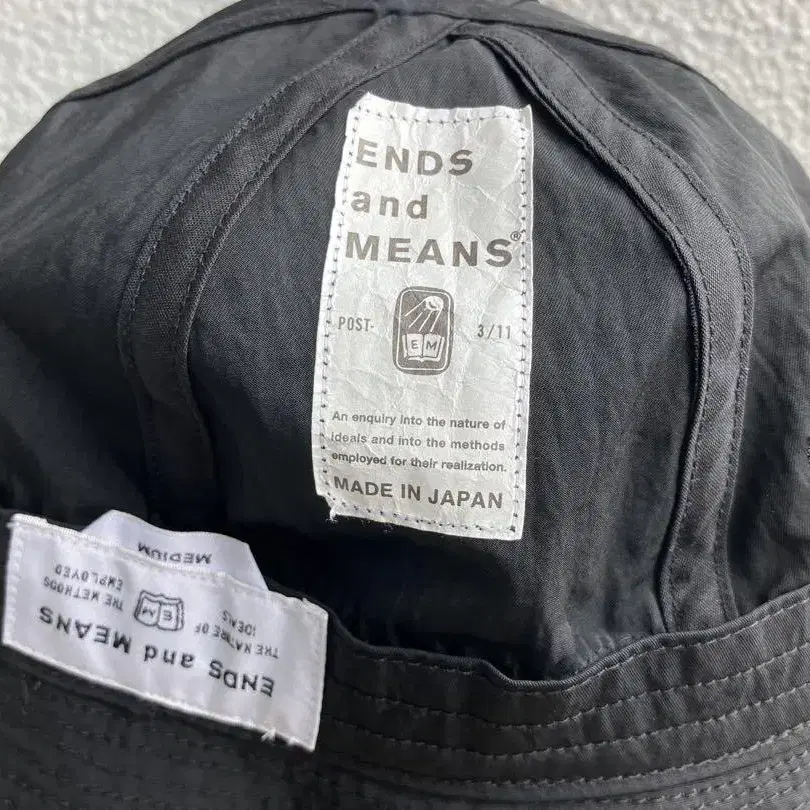 ENDS
and
MEANS®
POST- 3/11
E M
An enquiry into the nature of
ideals and into the methods
employed for their realization.
MADE IN JAPAN
MEDIUM
ENDS and MEANS
THE NATURE OF
IDEALS
EM
THE METHODS
EMPLOYED